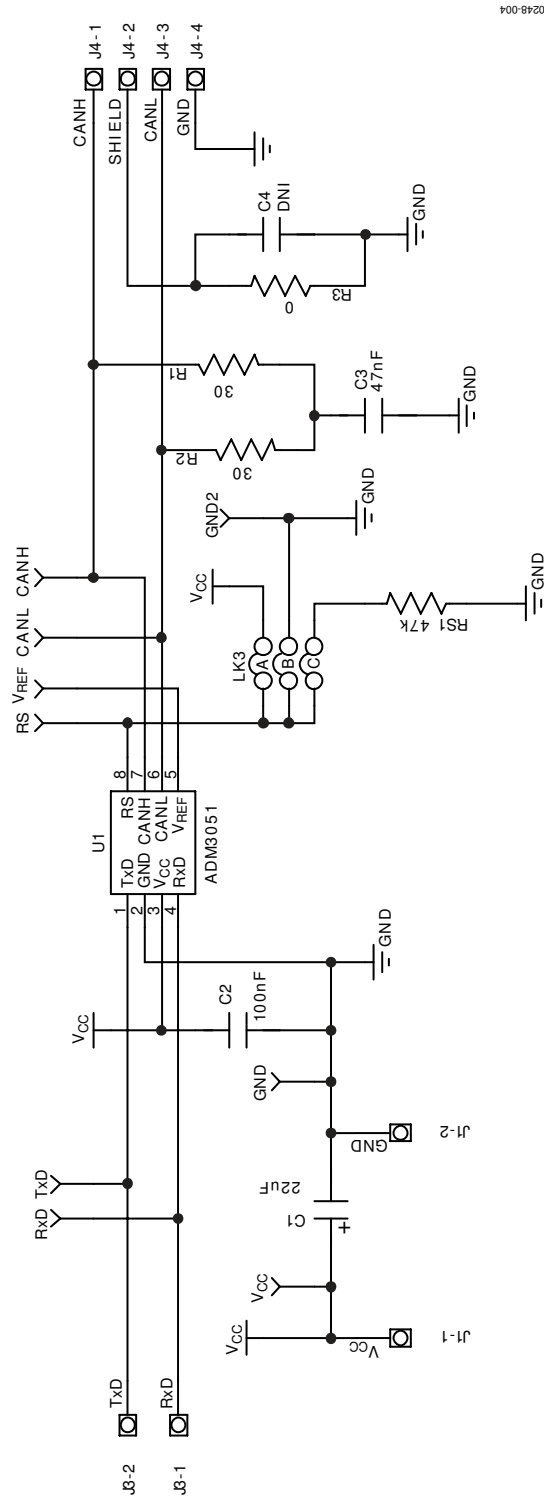 0248-004
J4-1
J4-2
J4-3
J4-4
CANH
SHIELD
CANL
GND
C4
DNI
R3
0
GND
R1
30
R2
30
C3
47nF
GND
GND2
GND
VCC
LK3
A
B
C
RS1
47k
GND
CANH
CANL
VREF
RS
8
7
6
5
U1
RS
CANH
CANL
VREF
TxD
GND
VCC
RxD
ADM3051
1
2
3
4
VCC
C2
100nF
GND
GND
GND
J1-2
22uF
C1
+
TxD
RxD
VCC
VCC
VCC
J1-1
TxD
RxD
J3-2
J3-1